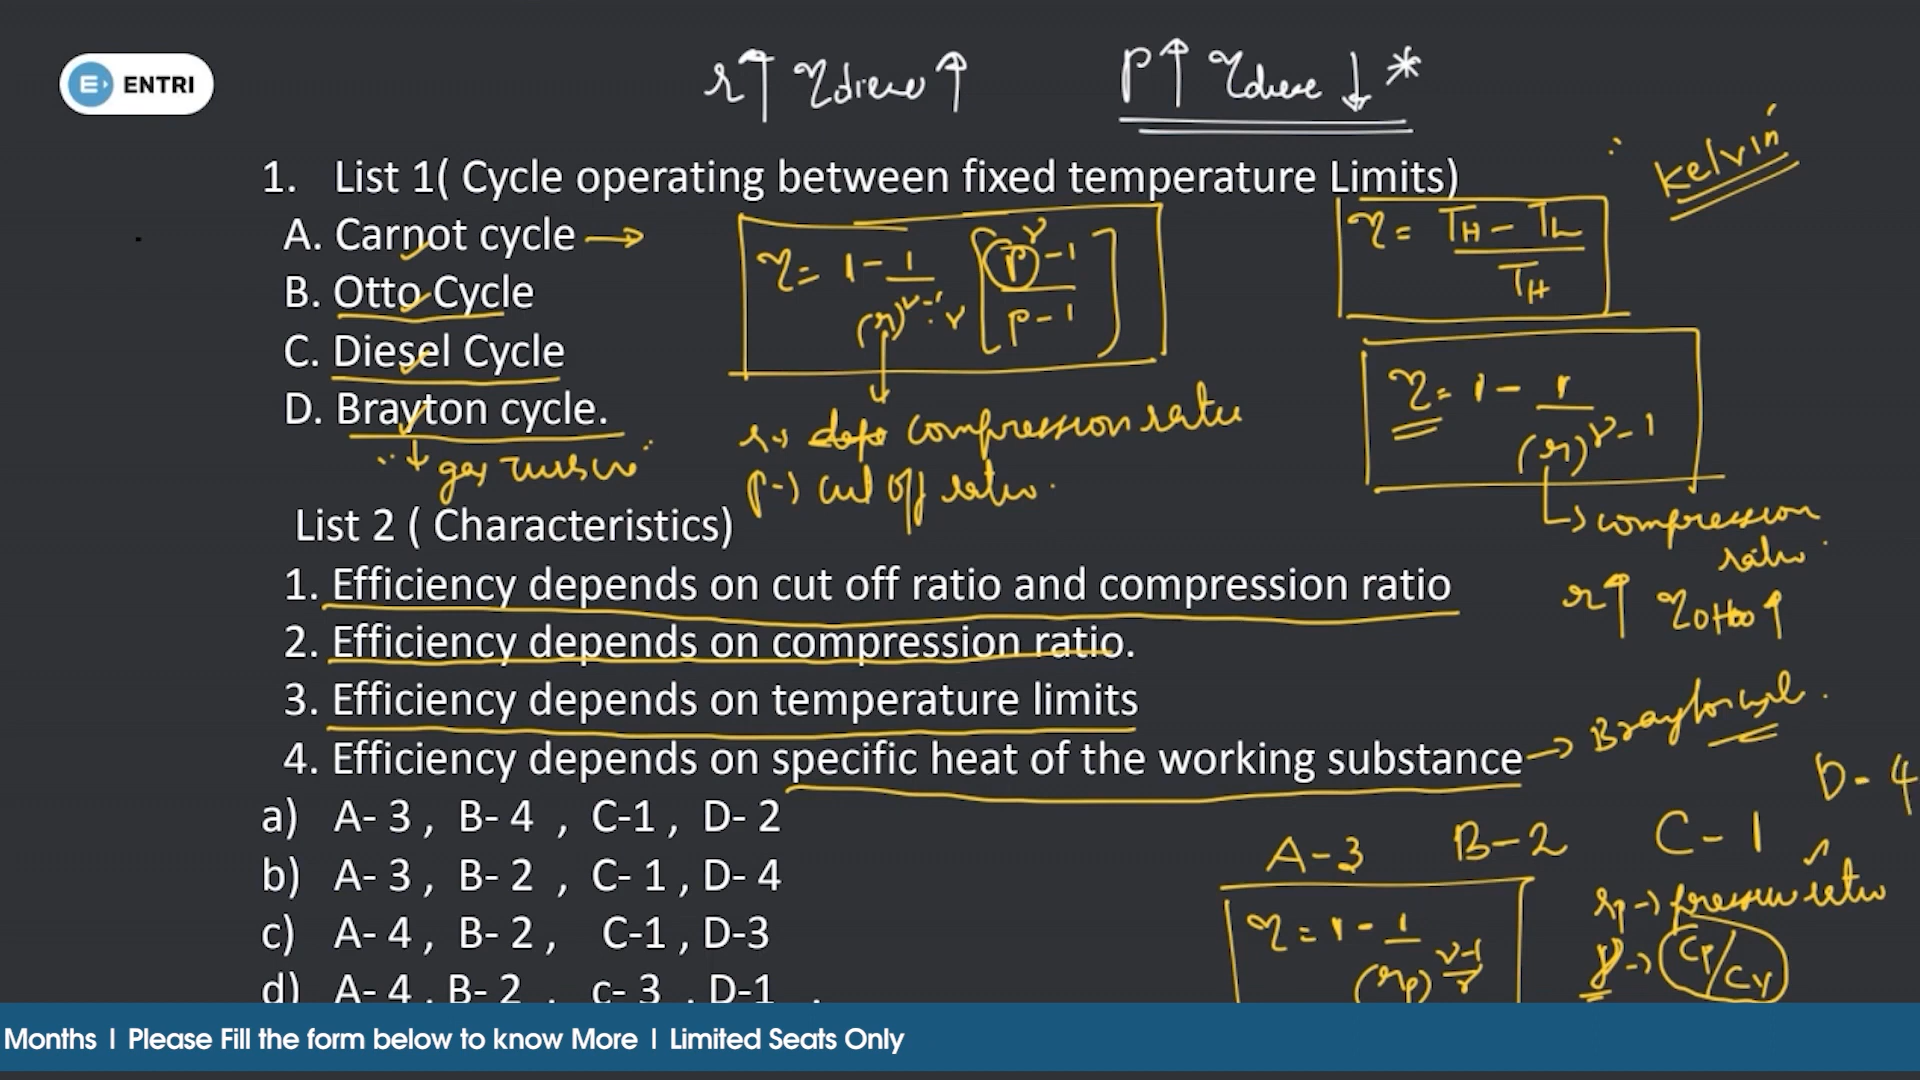 r↑ ηdiesel ↑ ρ↑ ηdiesel ↓ *
ENTRI
kelvin
1. List 1( Cycle operating between fixed temperature Limits)
A. Carnot cycle →
η = 1 - 1/(r)^γ-1 · γ [ρ^γ -1 / ρ -1]
η = TH - TL / TH
B. Otto Cycle
C. Diesel Cycle
η = 1 - 1/(r)^γ-1
D. Brayton cycle.
r → compression ratio
gas turbine
ρ → cut off ratio.
↳ compression
ratio
List 2 ( Characteristics)
1. Efficiency depends on cut off ratio and compression ratio
r↑ ηotto ↑
2. Efficiency depends on compression ratio.
3. Efficiency depends on temperature limits
4. Efficiency depends on specific heat of the working substance → Brayton cycle.
a) A- 3 , B- 4 , C-1 , D- 2
A-3 B-2 C-1 D-4
b) A- 3 , B- 2 , C- 1 , D- 4
rp → pressure ratio
c) A- 4 , B- 2 , C-1 , D-3
η = 1 - 1/(rp)^γ-1/γ
γ → CP/CV
d) A- 4 , B- 2 , c- 3 , D-1 .
Months | Please Fill the form below to know More | Limited Seats Only